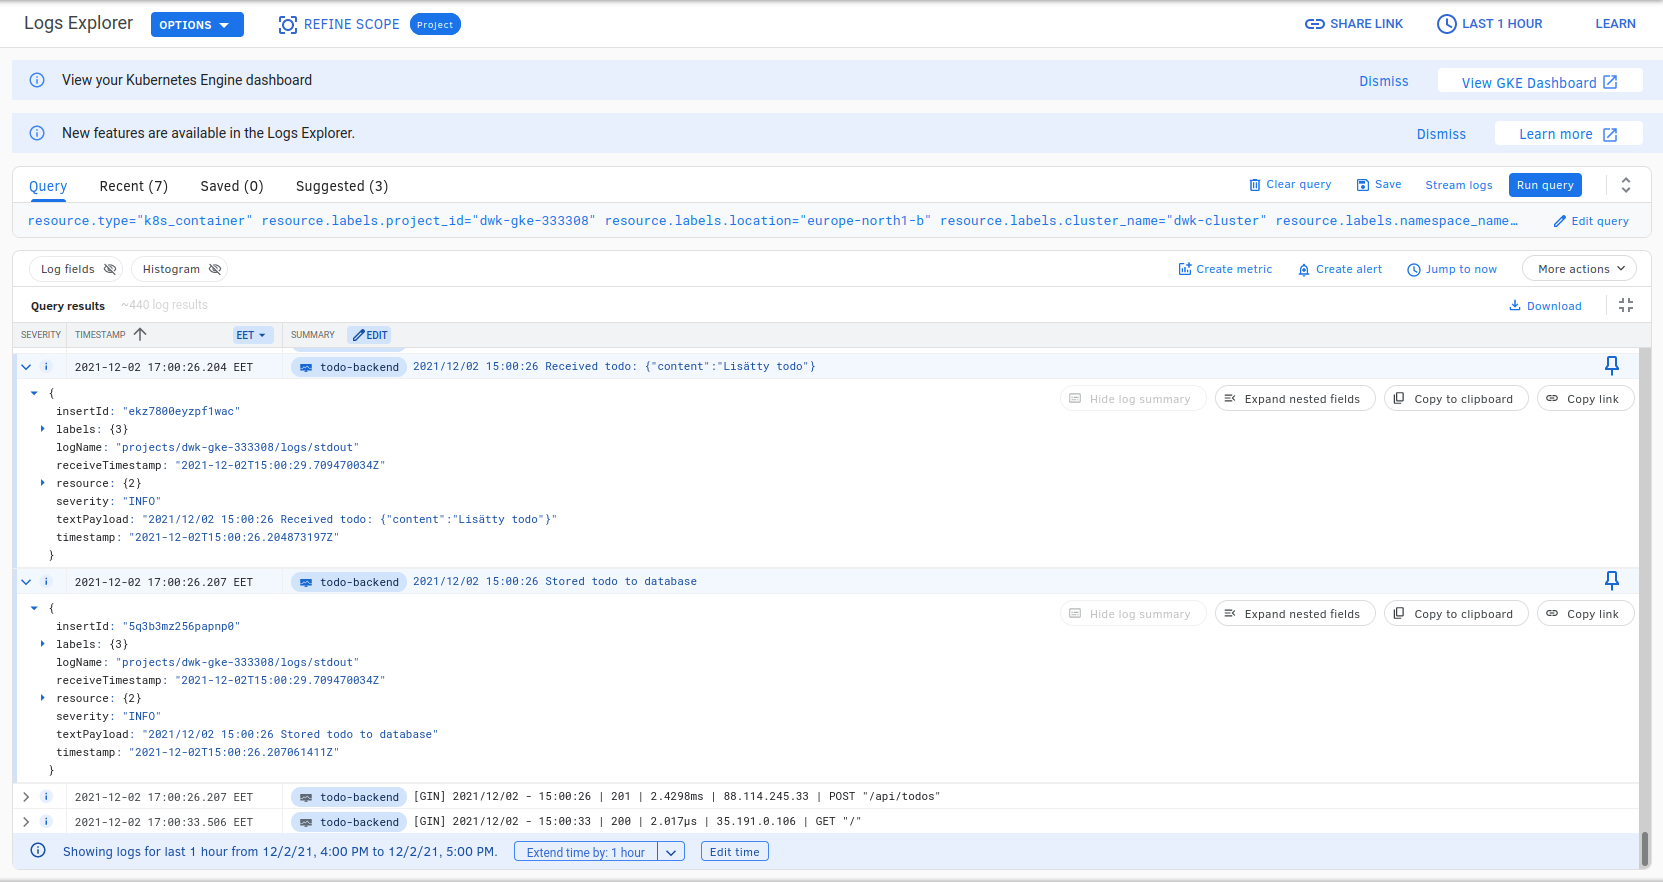 Logs Explorer OPTIONS REFINE SCOPE Project SHARE LINK LAST 1 HOUR LEARN
View your Kubernetes Engine dashboard Dismiss View GKE Dashboard
New features are available in the Logs Explorer. Dismiss Learn more
Query Recent (7) Saved (0) Suggested (3) Clear query Save Stream logs Run query
resource.type="k8s_container" resource.labels.project_id="dwk-gke-333308" resource.labels.location="europe-north1-b" resource.labels.cluster_name="dwk-cluster" resource.labels.namespace_name… Edit query
Log fields Histogram Create metric Create alert Jump to now More actions
Query results ~440 log results Download
SEVERITY TIMESTAMP EET SUMMARY EDIT
i 2021-12-02 17:00:26.204 EET todo-backend 2021/12/02 15:00:26 Received todo: {"content":"Lisätty todo"}
{ Hide log summary Expand nested fields Copy to clipboard Copy link
insertId: "ekz7800eyzpf1wac"
labels: {3}
logName: "projects/dwk-gke-333308/logs/stdout"
receiveTimestamp: "2021-12-02T15:00:29.709470034Z"
resource: {2}
severity: "INFO"
textPayload: "2021/12/02 15:00:26 Received todo: {"content":"Lisätty todo"}"
timestamp: "2021-12-02T15:00:26.204873197Z"
}
i 2021-12-02 17:00:26.207 EET todo-backend 2021/12/02 15:00:26 Stored todo to database
{ Hide log summary Expand nested fields Copy to clipboard Copy link
insertId: "5q3b3mz256papnp0"
labels: {3}
logName: "projects/dwk-gke-333308/logs/stdout"
receiveTimestamp: "2021-12-02T15:00:29.709470034Z"
resource: {2}
severity: "INFO"
textPayload: "2021/12/02 15:00:26 Stored todo to database"
timestamp: "2021-12-02T15:00:26.207061411Z"
}
i 2021-12-02 17:00:26.207 EET todo-backend [GIN] 2021/12/02 - 15:00:26 | 201 | 2.4298ms | 88.114.245.33 | POST "/api/todos"
i 2021-12-02 17:00:33.506 EET todo-backend [GIN] 2021/12/02 - 15:00:33 | 200 | 2.017µs | 35.191.0.106 | GET "/"
Showing logs for last 1 hour from 12/2/21, 4:00 PM to 12/2/21, 5:00 PM. Extend time by: 1 hour Edit time